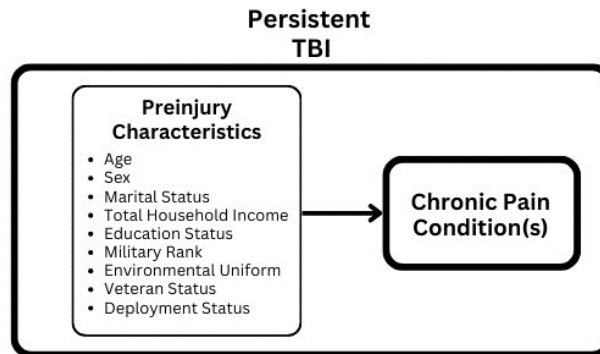 Persistent
TBI
Preinjury
Characteristics
• Age
• Sex
• Marital Status
• Total Household Income
• Education Status
• Military Rank
• Environmental Uniform
• Veteran Status
• Deployment Status
Chronic Pain
Condition(s)